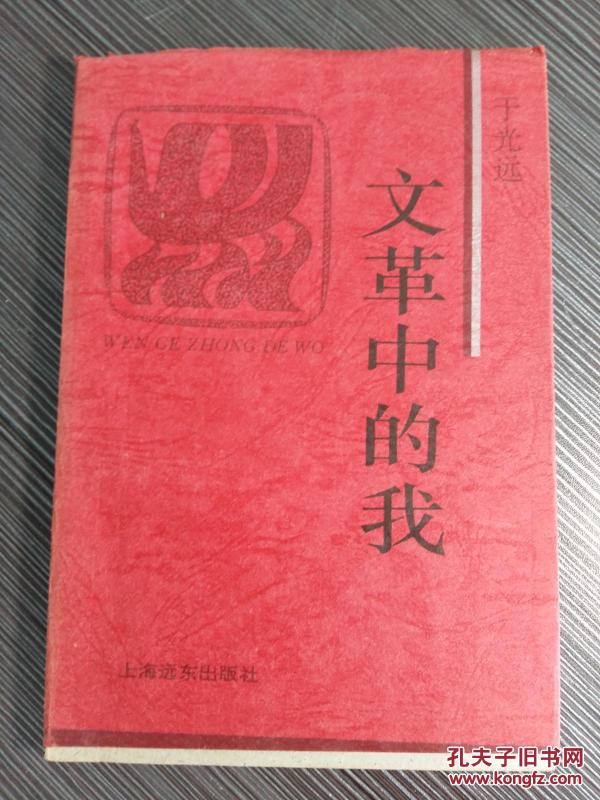 于光远
文革中的我
WEN GE ZHONG DE WO
上海远东出版社
孔夫子旧书网
www.kongfz.com